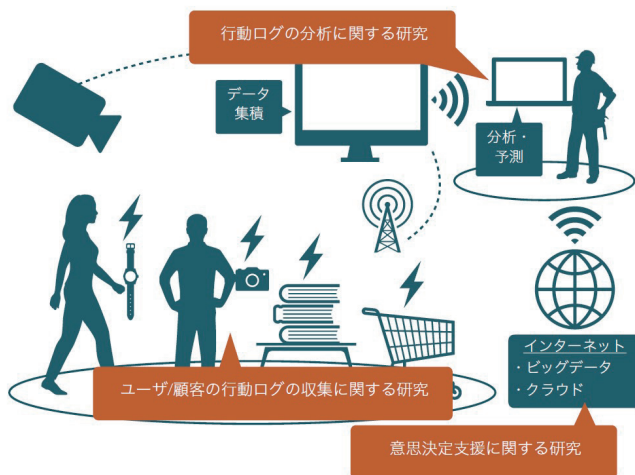 行動ログの分析に関する研究
データ
集積
分析・
予測
インターネット
・ビッグデータ
・クラウド
ユーザ/顧客の行動ログの収集に関する研究
意思決定支援に関する研究